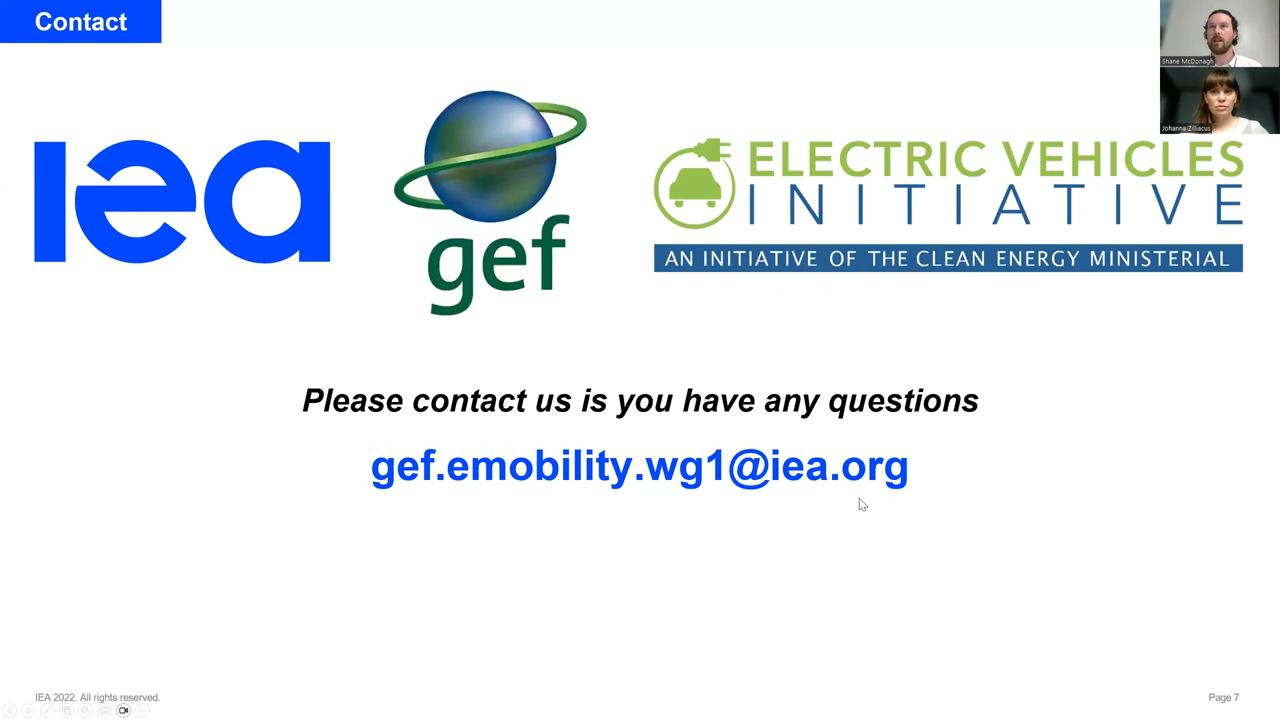 Contact
Shane McDonagh
Johanna Zilliacus
iea
gef
ELECTRIC VEHICLES
INITIATIVE
AN INITIATIVE OF THE CLEAN ENERGY MINISTERIAL
Please contact us is you have any questions
gef.emobility.wg1@iea.org
IEA 2022. All rights reserved.
Page 7